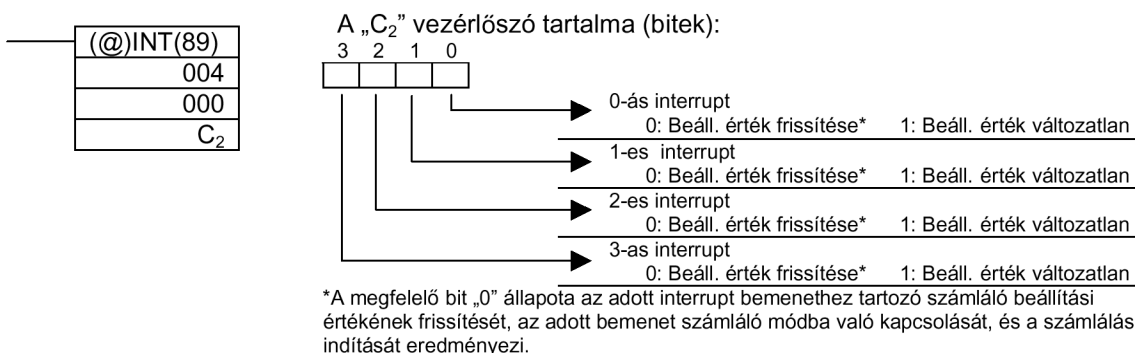 (@)INT(89)
004
000
C₂
A „C₂” vezérlőszó tartalma (bitek):
3 2 1 0
0-ás interrupt
0: Beáll. érték frissítése* 1: Beáll. érték változatlan
1-es interrupt
0: Beáll. érték frissítése* 1: Beáll. érték változatlan
2-es interrupt
0: Beáll. érték frissítése* 1: Beáll. érték változatlan
3-as interrupt
0: Beáll. érték frissítése* 1: Beáll. érték változatlan
*A megfelelő bit „0” állapota az adott interrupt bemenethez tartozó számláló beállítási
értékének frissítését, az adott bemenet számláló módba való kapcsolását, és a számlálás
indítását eredményezi.